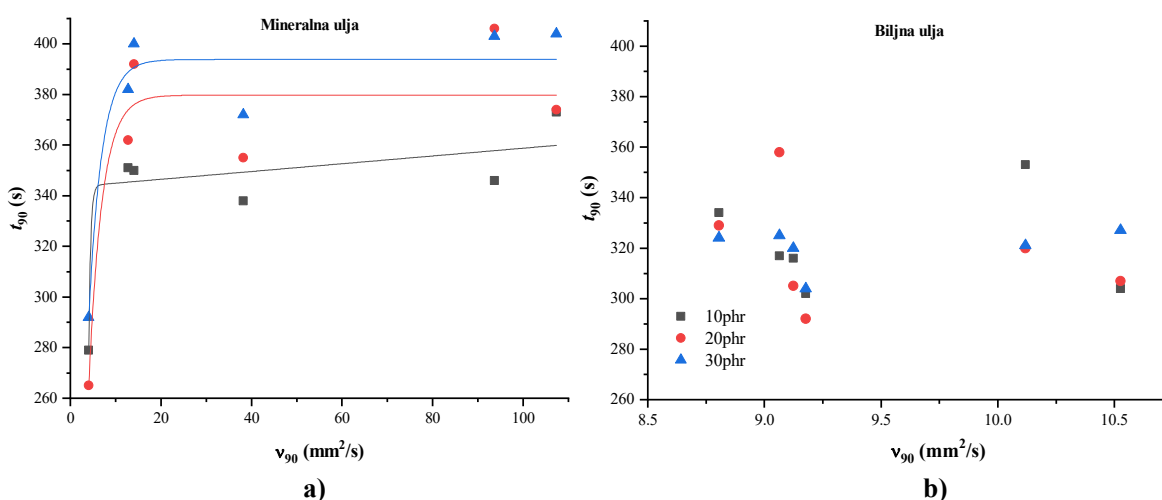 Mineralna ulja
400
380
360
340
320
300
280
260
t90 (s)
0
20
40
60
80
100
ν90 (mm²/s)
a)
Biljna ulja
400
380
360
340
320
300
280
260
t90 (s)
10phr
20phr
30phr
8.5
9.0
9.5
10.0
10.5
ν90 (mm²/s)
b)